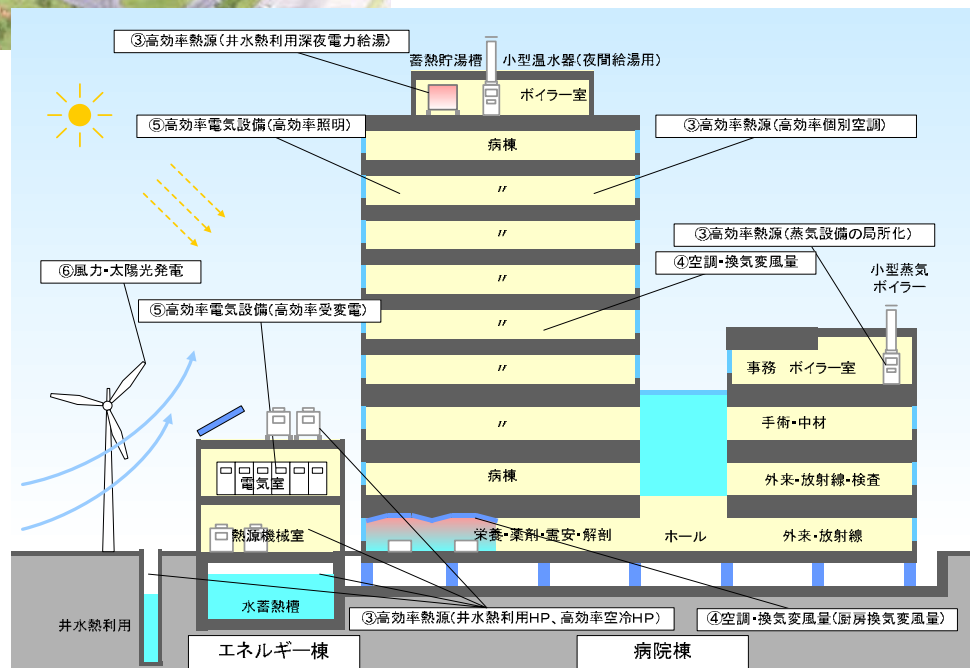 ③高効率熱源(井水熱利用深夜電力給湯)
蓄熱貯湯槽
小型温水器(夜間給湯用)
ボイラー室
⑤高効率電気設備(高効率照明)
③高効率熱源(高効率個別空調)
病棟
〃
〃
③高効率熱源(蒸気設備の局所化)
④空調・換気変風量
⑥風力・太陽光発電
〃
小型蒸気
ボイラー
⑤高効率電気設備(高効率受変電)
〃
〃
事務 ボイラー室
〃
手術・中材
病棟
外来・放射線・検査
電気室
熱源機械室
栄養・薬剤・霊安・解剖
ホール
外来・放射線
水蓄熱槽
井水熱利用
③高効率熱源(井水熱利用HP、高効率空冷HP)
④空調・換気変風量(厨房換気変風量)
エネルギー棟
病院棟